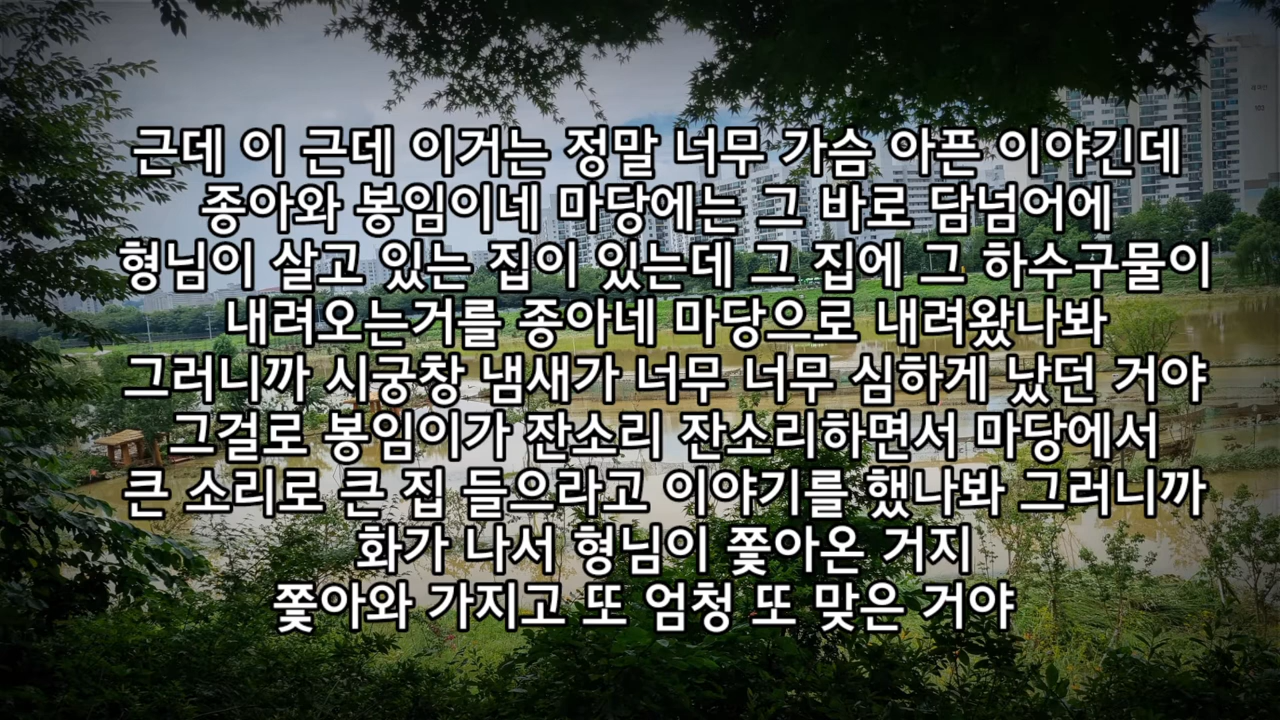 근데 이 근데 이거는 정말 너무 가슴 아픈 이야긴데
종아와 봉임이네 마당에는 그 바로 담넘어에
형님이 살고 있는 집이 있는데 그 집에 그 하수구물이
내려오는거를 종아네 마당으로 내려왔나봐
그러니까 시궁창 냄새가 너무 너무 심하게 났던 거야
그걸로 봉임이가 잔소리 잔소리하면서 마당에서
큰 소리로 큰 집 들으라고 이야기를 했나봐 그러니까
화가 나서 형님이 쫓아온 거지
쫓아와 가지고 또 엄청 또 맞은 거야